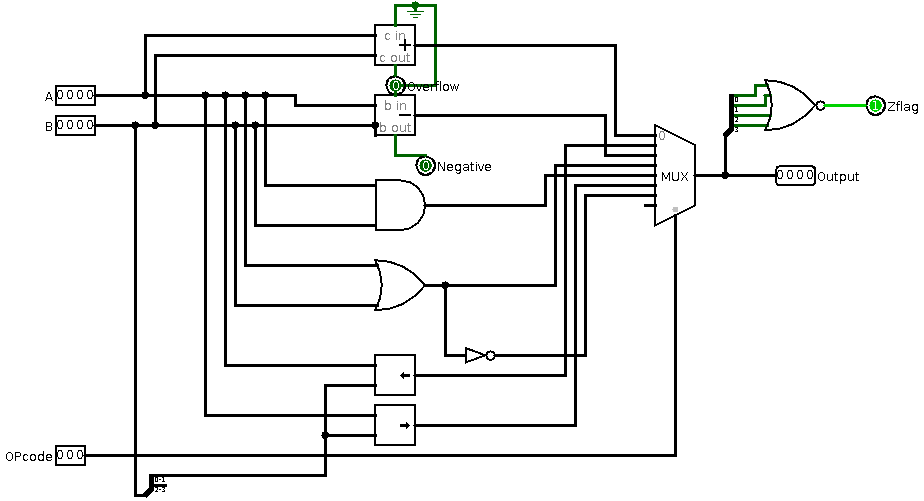 c in
+
c out
A 0000
Overflow
b in
B 0000
b out
0
Negative
0
0
1
2
3
1
Zflag
0
MUX
0000 Output
OPcode 000
0-1
2-3